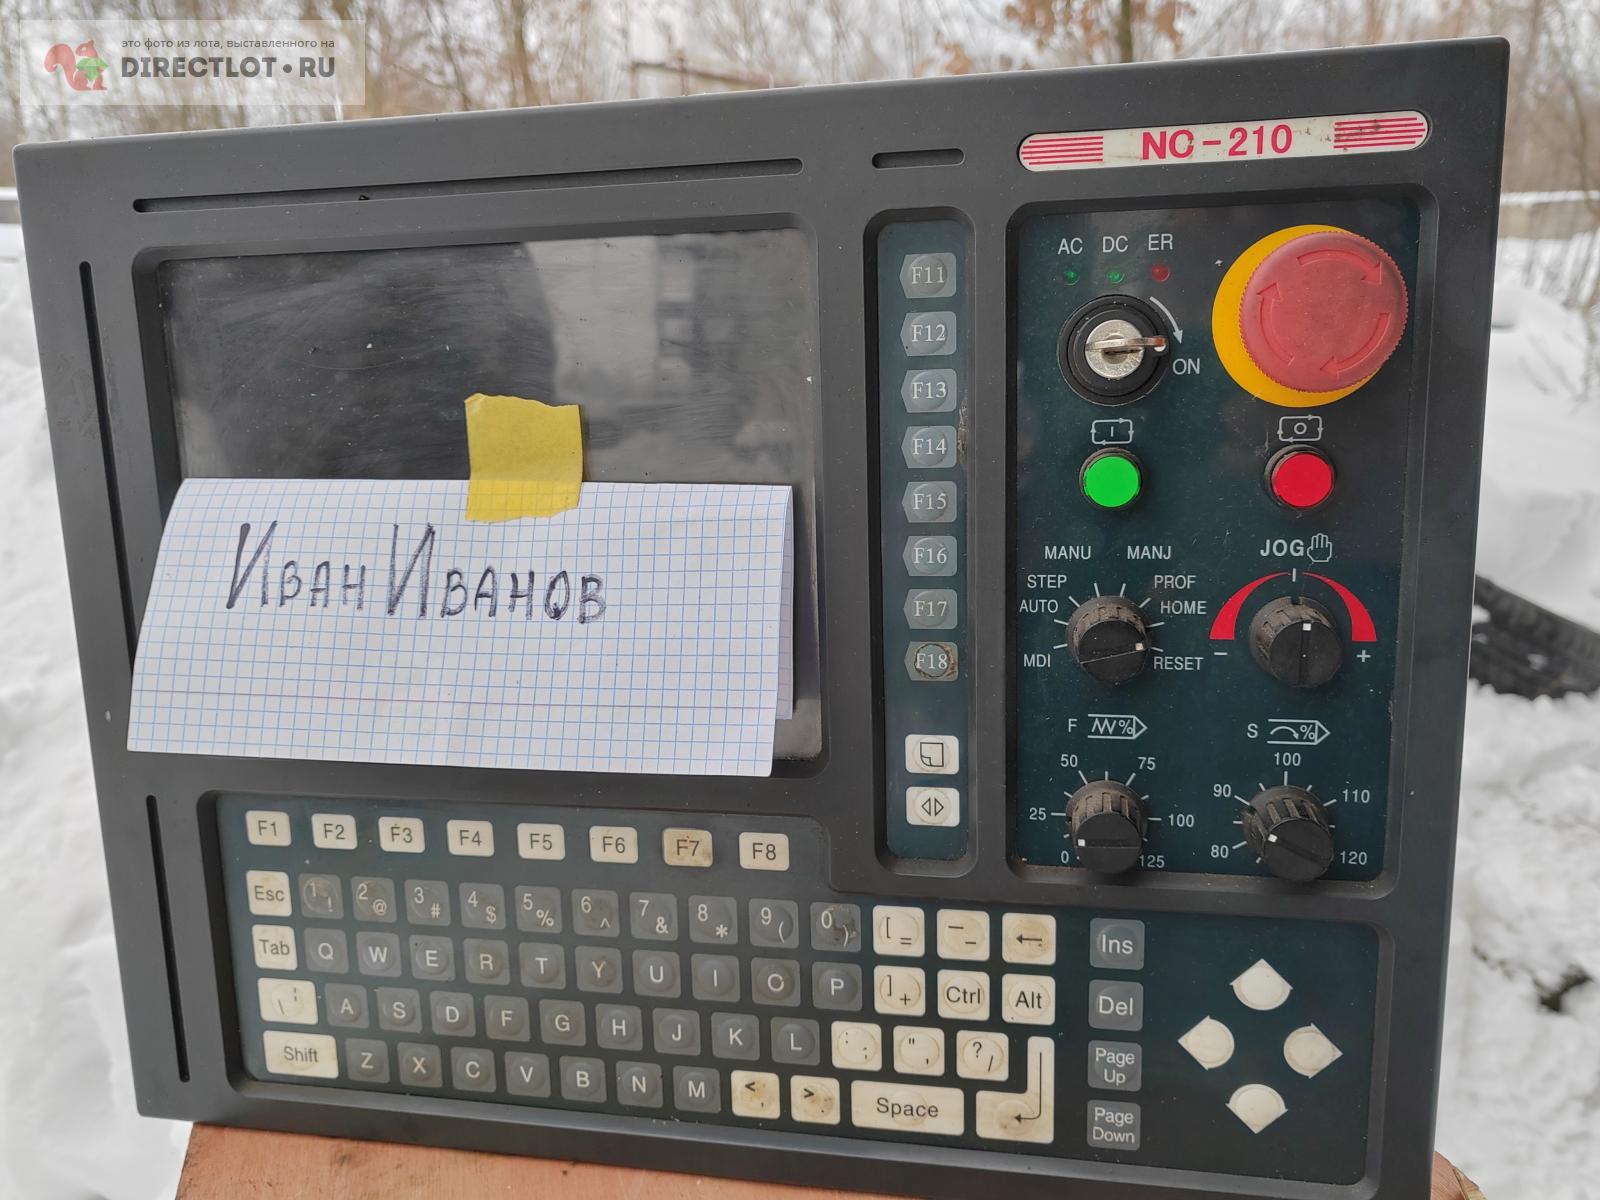 это фото из лота, выставленного на
DIRECTLOT.RU
NC-210
AC DC ER
ON
F11
F12
F13
F14
F15
F16
F17
F18
Иван Иванов
MANU MANJ
STEP PROF
AUTO HOME
MDI RESET
JOG
- +
F %
50 75
25 100
0 125
S %
100
90 110
80 120
F1 F2 F3 F4 F5 F6 F7 F8
Esc 1 ! 2 @ 3 # 4 $ 5 % 6 ^ 7 & 8 * 9 ( 0 ) [ = - _ ←
Tab Q W E R T Y U I O P ] + Ctrl Alt
\ ¦ A S D F G H J K L : ; " , ? /
Shift Z X C V B N M < , > . Space
Ins
Del
Page Up
Page Down